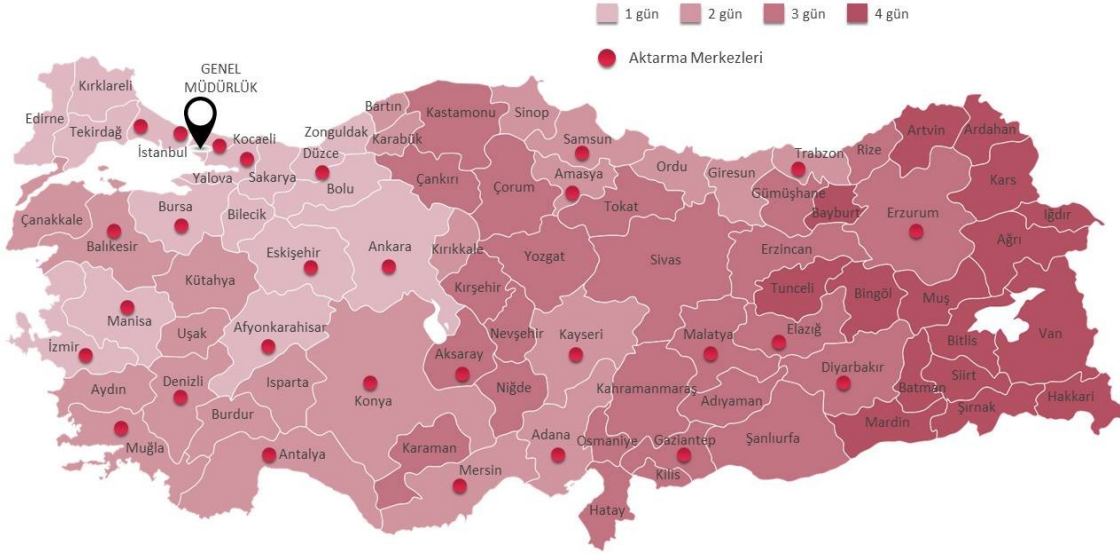 1 gün
2 gün
3 gün
4 gün
Aktarma Merkezleri
GENEL
MÜDÜRLÜK
Kırklareli
Edirne
Tekirdağ
İstanbul
Kocaeli
Yalova
Sakarya
Düzce
Zonguldak
Bolu
Bartın
Karabük
Kastamonu
Sinop
Samsun
Çankırı
Çorum
Amasya
Tokat
Ordu
Giresun
Trabzon
Gümüşhane
Rize
Bayburt
Artvin
Ardahan
Kars
Iğdır
Erzurum
Ağrı
Çanakkale
Balıkesir
Bursa
Bilecik
Eskişehir
Ankara
Kırıkkale
Kütahya
Kırşehir
Yozgat
Sivas
Erzincan
Tunceli
Bingöl
Muş
Manisa
Uşak
Afyonkarahisar
Nevşehir
Kayseri
Malatya
Elazığ
Bitlis
Van
İzmir
Aksaray
Diyarbakır
Siirt
Batman
Aydın
Denizli
Isparta
Konya
Niğde
Kahramanmaraş
Adıyaman
Hakkari
Şırnak
Mardin
Burdur
Muğla
Antalya
Karaman
Mersin
Adana
Osmaniye
Gaziantep
Şanlıurfa
Kilis
Hatay